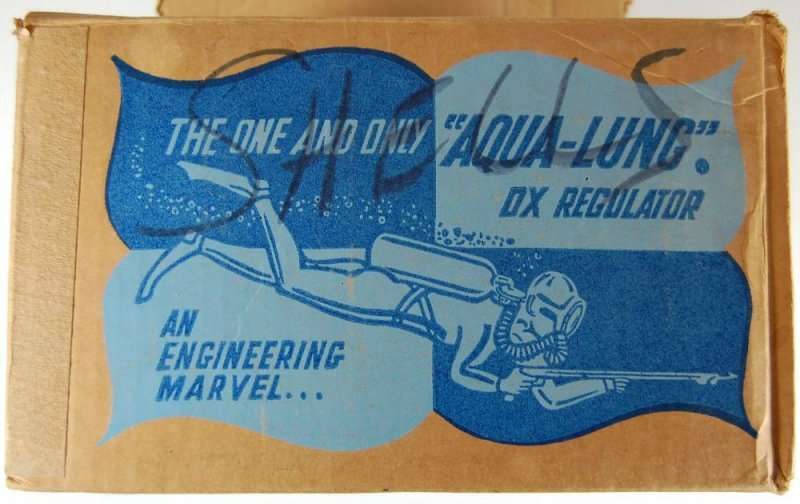 SHELLS
THE ONE AND ONLY "AQUA-LUNG".
DX REGULATOR
AN
ENGINEERING
MARVEL...